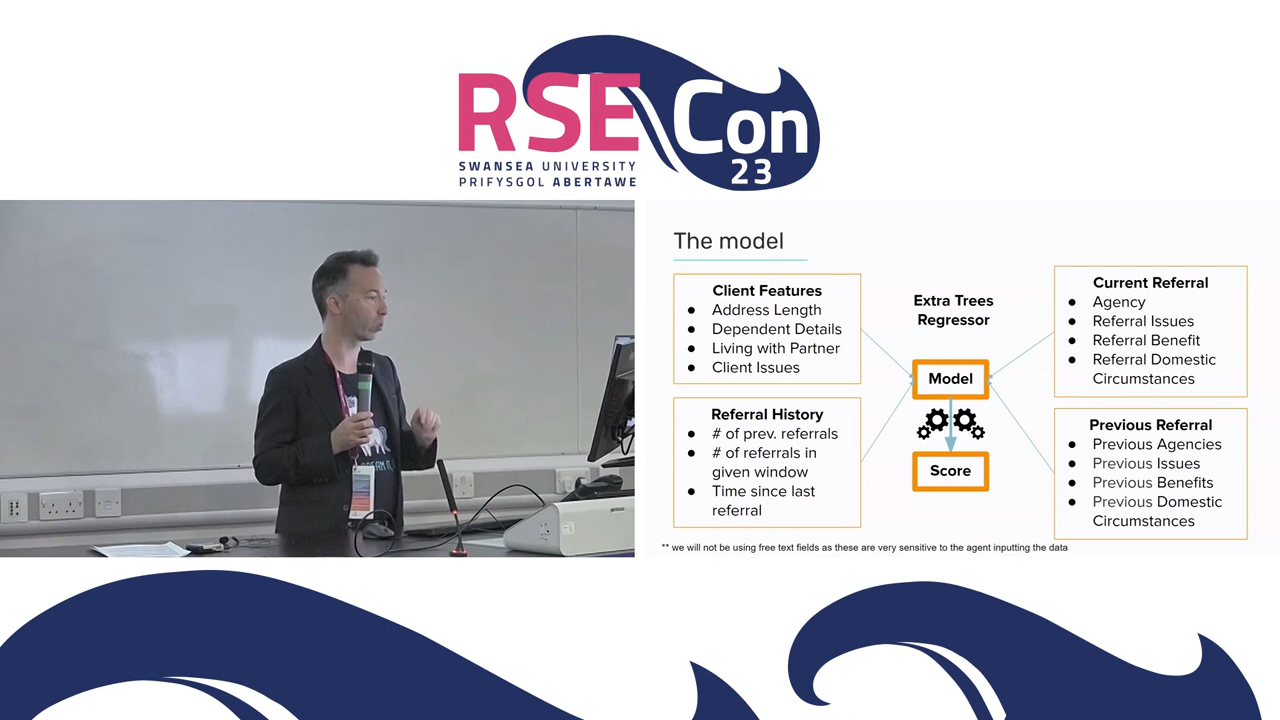 RSE Con
23
SWANSEA UNIVERSITY
PRIFYSGOL ABERTAWE
The model
Client Features
● Address Length
● Dependent Details
● Living with Partner
● Client Issues
Referral History
● # of prev. referrals
● # of referrals in
given window
● Time since last
referral
Extra Trees
Regressor
Model
Score
Current Referral
● Agency
● Referral Issues
● Referral Benefit
● Referral Domestic
Circumstances
Previous Referral
● Previous Agencies
● Previous Issues
● Previous Benefits
● Previous Domestic
Circumstances
** we will not be using free text fields as these are very sensitive to the agent inputting the data